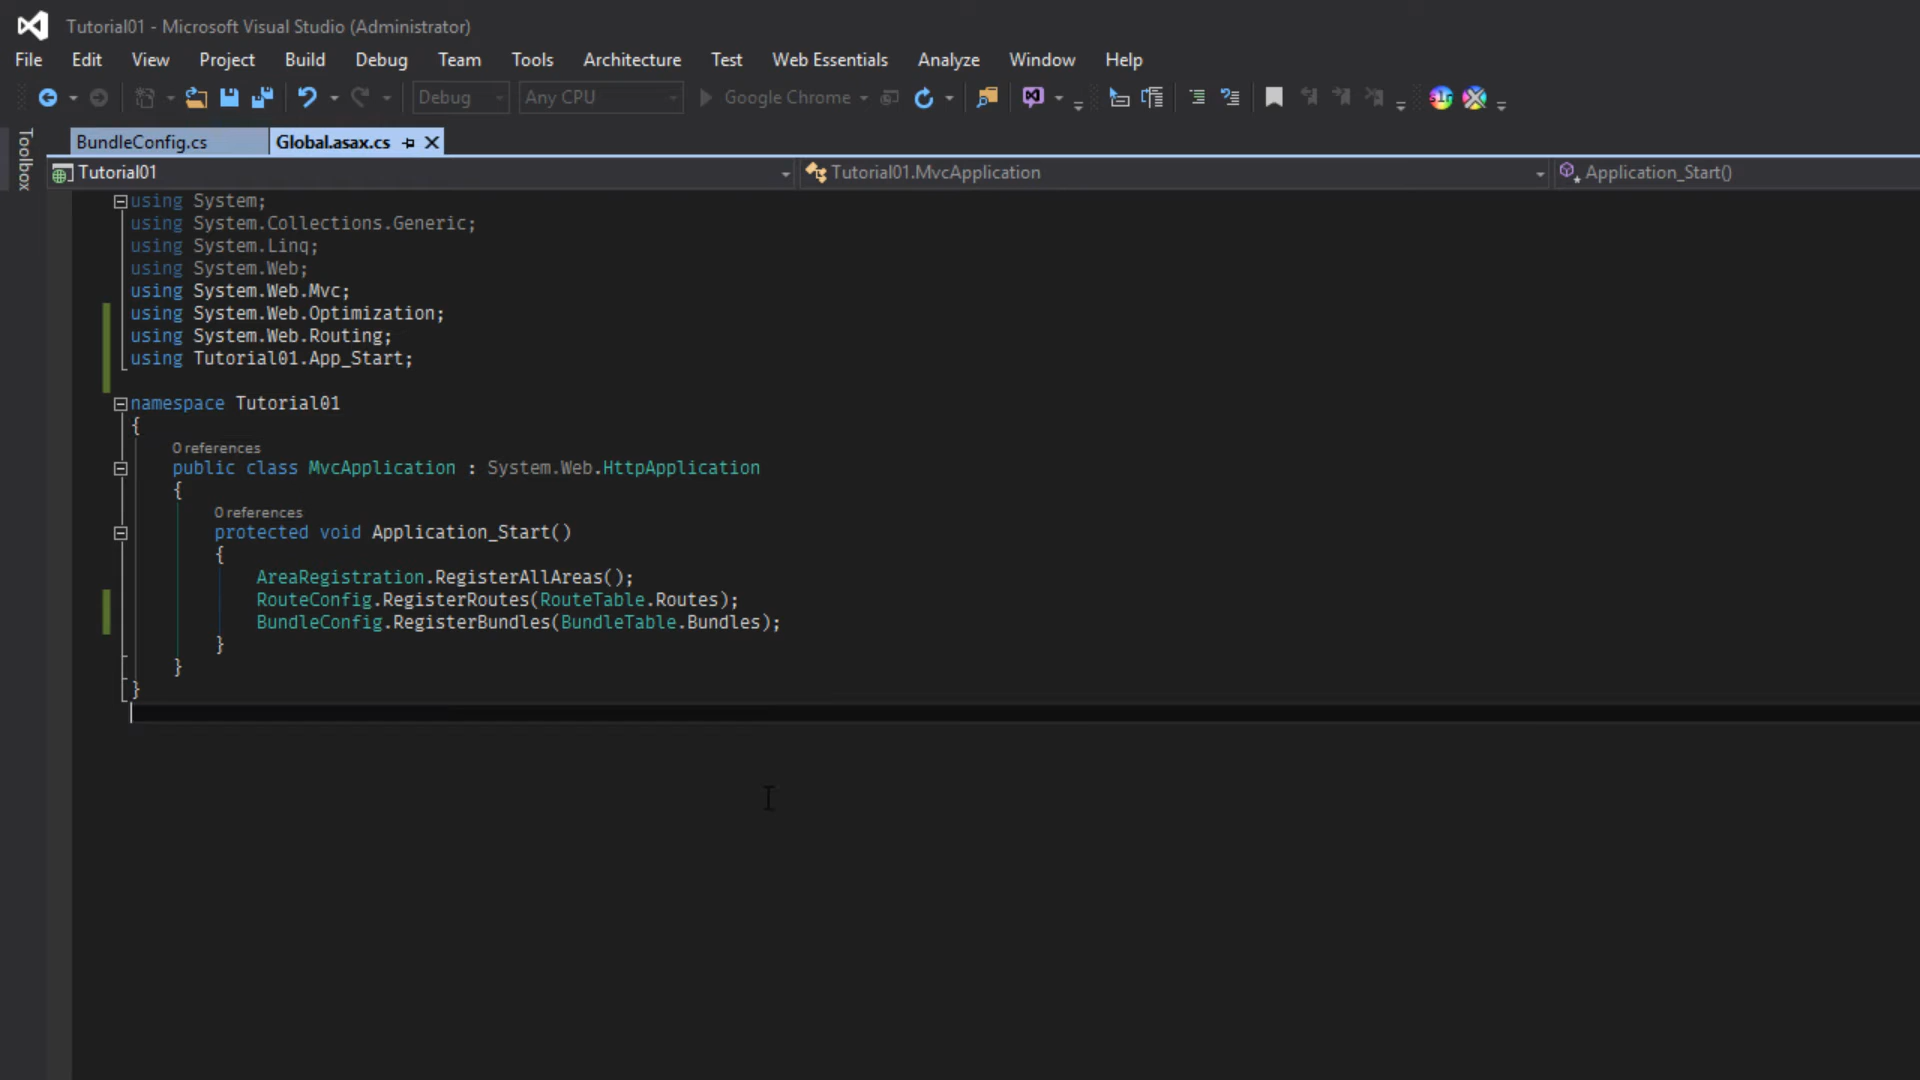 Tutorial01 - Microsoft Visual Studio (Administrator)
File Edit View Project Build Debug Team Tools Architecture Test Web Essentials Analyze Window Help
Debug Any CPU Google Chrome
Toolbox
BundleConfig.cs Global.asax.cs
Tutorial01 Tutorial01.MvcApplication Application_Start()
using System;
using System.Collections.Generic;
using System.Linq;
using System.Web;
using System.Web.Mvc;
using System.Web.Optimization;
using System.Web.Routing;
using Tutorial01.App_Start;
namespace Tutorial01
{
0 references
public class MvcApplication : System.Web.HttpApplication
{
0 references
protected void Application_Start()
{
AreaRegistration.RegisterAllAreas();
RouteConfig.RegisterRoutes(RouteTable.Routes);
BundleConfig.RegisterBundles(BundleTable.Bundles);
}
}
}